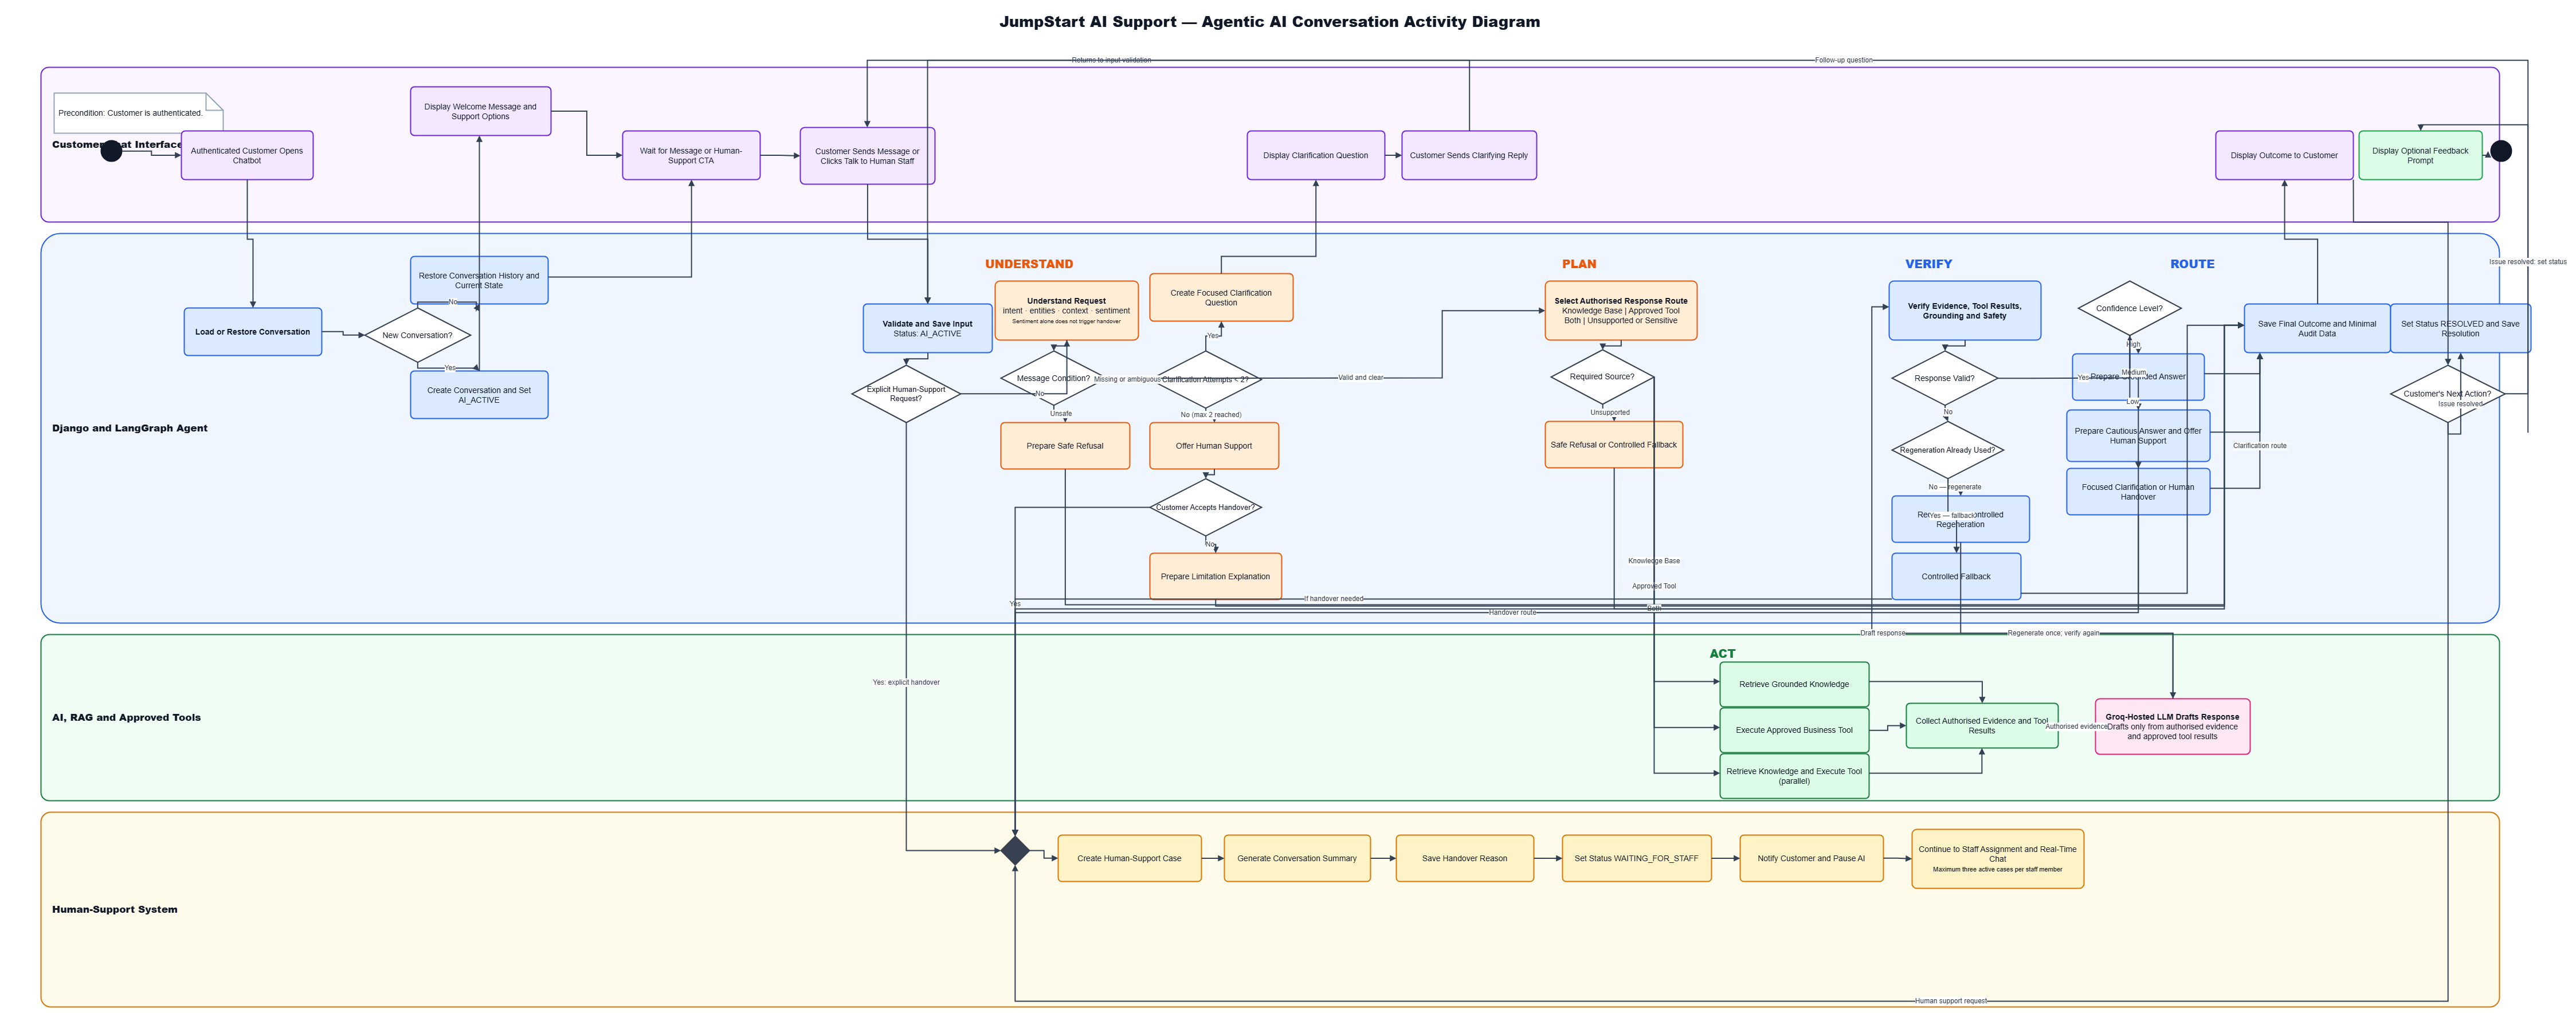 JumpStart AI Support — Agentic AI Conversation Activity Diagram
Returns to input validation
Follow-up question
Precondition: Customer is authenticated.
Customer
at Interface
Authenticated Customer Opens
Chatbot
Display Welcome Message and
Support Options
Wait for Message or Human-
Support CTA
Customer Sends Message or
Clicks Talk to Human Staff
Display Clarification Question
Customer Sends Clarifying Reply
Display Outcome to Customer
Display Optional Feedback
Prompt
Issue resolved: set status
Django and LangGraph Agent
Load or Restore Conversation
New Conversation?
No
Yes
Restore Conversation History and
Current State
Create Conversation and Set
AI_ACTIVE
Validate and Save Input
Status: AI_ACTIVE
Explicit Human-Support
Request?
No
Yes: explicit handover
UNDERSTAND
Understand Request
intent · entities · context · sentiment
Sentiment alone does not trigger handover
Message Condition?
Missing or ambiguous
Valid and clear
Unsafe
Prepare Safe Refusal
Create Focused Clarification
Question
Yes
Clarification Attempts < 2?
No (max 2 reached)
Offer Human Support
Customer Accepts Handover?
Yes
No
Prepare Limitation Explanation
If handover needed
Handover route
PLAN
Select Authorised Response Route
Knowledge Base | Approved Tool
Both | Unsupported or Sensitive
Required Source?
Unsupported
Safe Refusal or Controlled Fallback
Knowledge Base
Approved Tool
Both
VERIFY
Verify Evidence, Tool Results,
Grounding and Safety
Response Valid?
Yes
No
Regeneration Already Used?
No — regenerate
Yes — fallback
Regeneration
Controlled Fallback
ROUTE
Confidence Level?
High
Medium
Low
Prepare
Answer
Prepare Cautious Answer and Offer
Human Support
Focused Clarification or Human
Handover
Clarification route
Save Final Outcome and Minimal
Audit Data
Set Status RESOLVED and Save
Resolution
Customer's Next Action?
Issue resolved
Draft response
Regenerate once; verify again
AI, RAG and Approved Tools
ACT
Retrieve Grounded Knowledge
Execute Approved Business Tool
Retrieve Knowledge and Execute Tool
(parallel)
Collect Authorised Evidence and Tool
Results
Authorised evidence
Groq-Hosted LLM Drafts Response
Drafts only from authorised evidence
and approved tool results
Human-Support System
Create Human-Support Case
Generate Conversation Summary
Save Handover Reason
Set Status WAITING_FOR_STAFF
Notify Customer and Pause AI
Continue to Staff Assignment and Real-Time
Chat
Maximum three active cases per staff member
Human support request